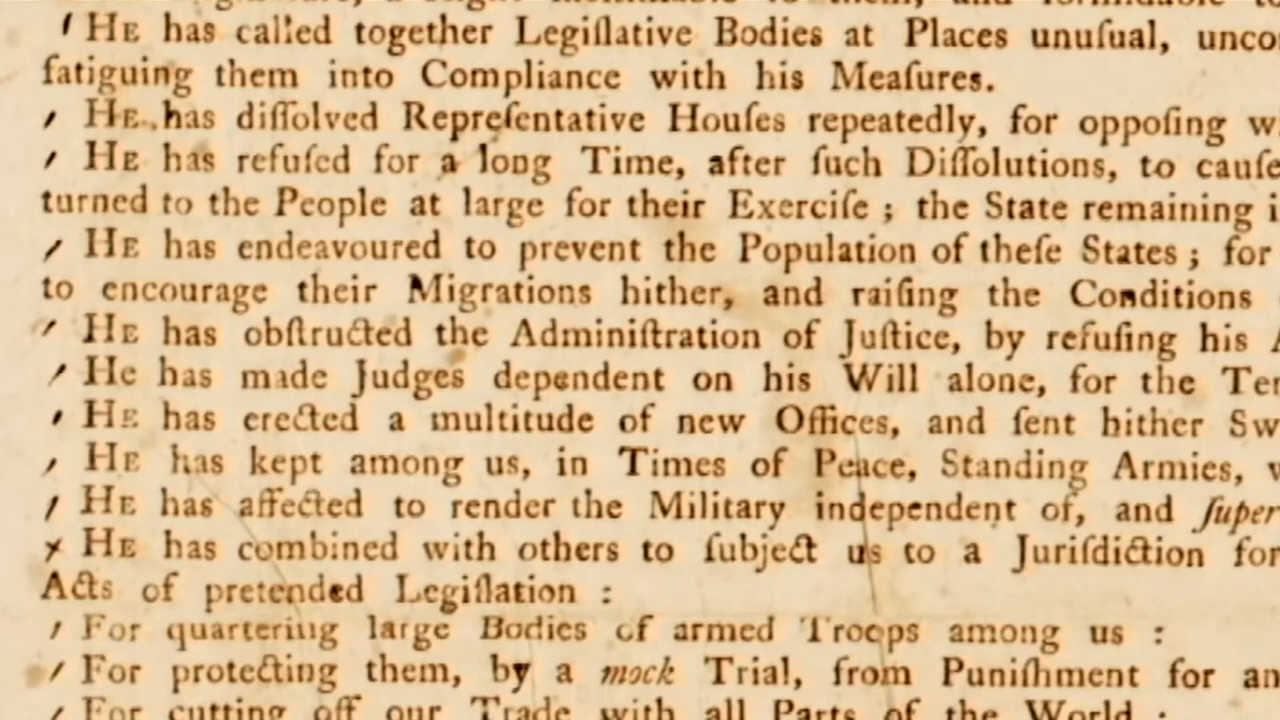 HE has called together Legiſlative Bodies at Places unuſual, unco
fatiguing them into Compliance with his Meaſures.
HE has diſſolved Repreſentative Houſes repeatedly, for oppoſing w
HE has refuſed for a long Time, after ſuch Diſſolutions, to cauſe
turned to the People at large for their Exerciſe ; the State remaining i
HE has endeavoured to prevent the Population of theſe States ; for
to encourage their Migrations hither, and raiſing the Conditions
HE has obſtructed the Adminiſtration of Juſtice, by refuſing his A
He has made Judges dependent on his Will alone, for the Ten
HE has erected a multitude of new Offices, and ſent hither Sw
HE has kept among us, in Times of Peace, Standing Armies, w
HE has affected to render the Military independent of, and ſuper
HE has combined with others to ſubject us to a Juriſdiction for
Acts of pretended Legiſlation :
For quartering large Bodies of armed Troops among us :
For protecting them, by a mock Trial, from Puniſhment for an
For cutting off our Trade with all Parts of the World :